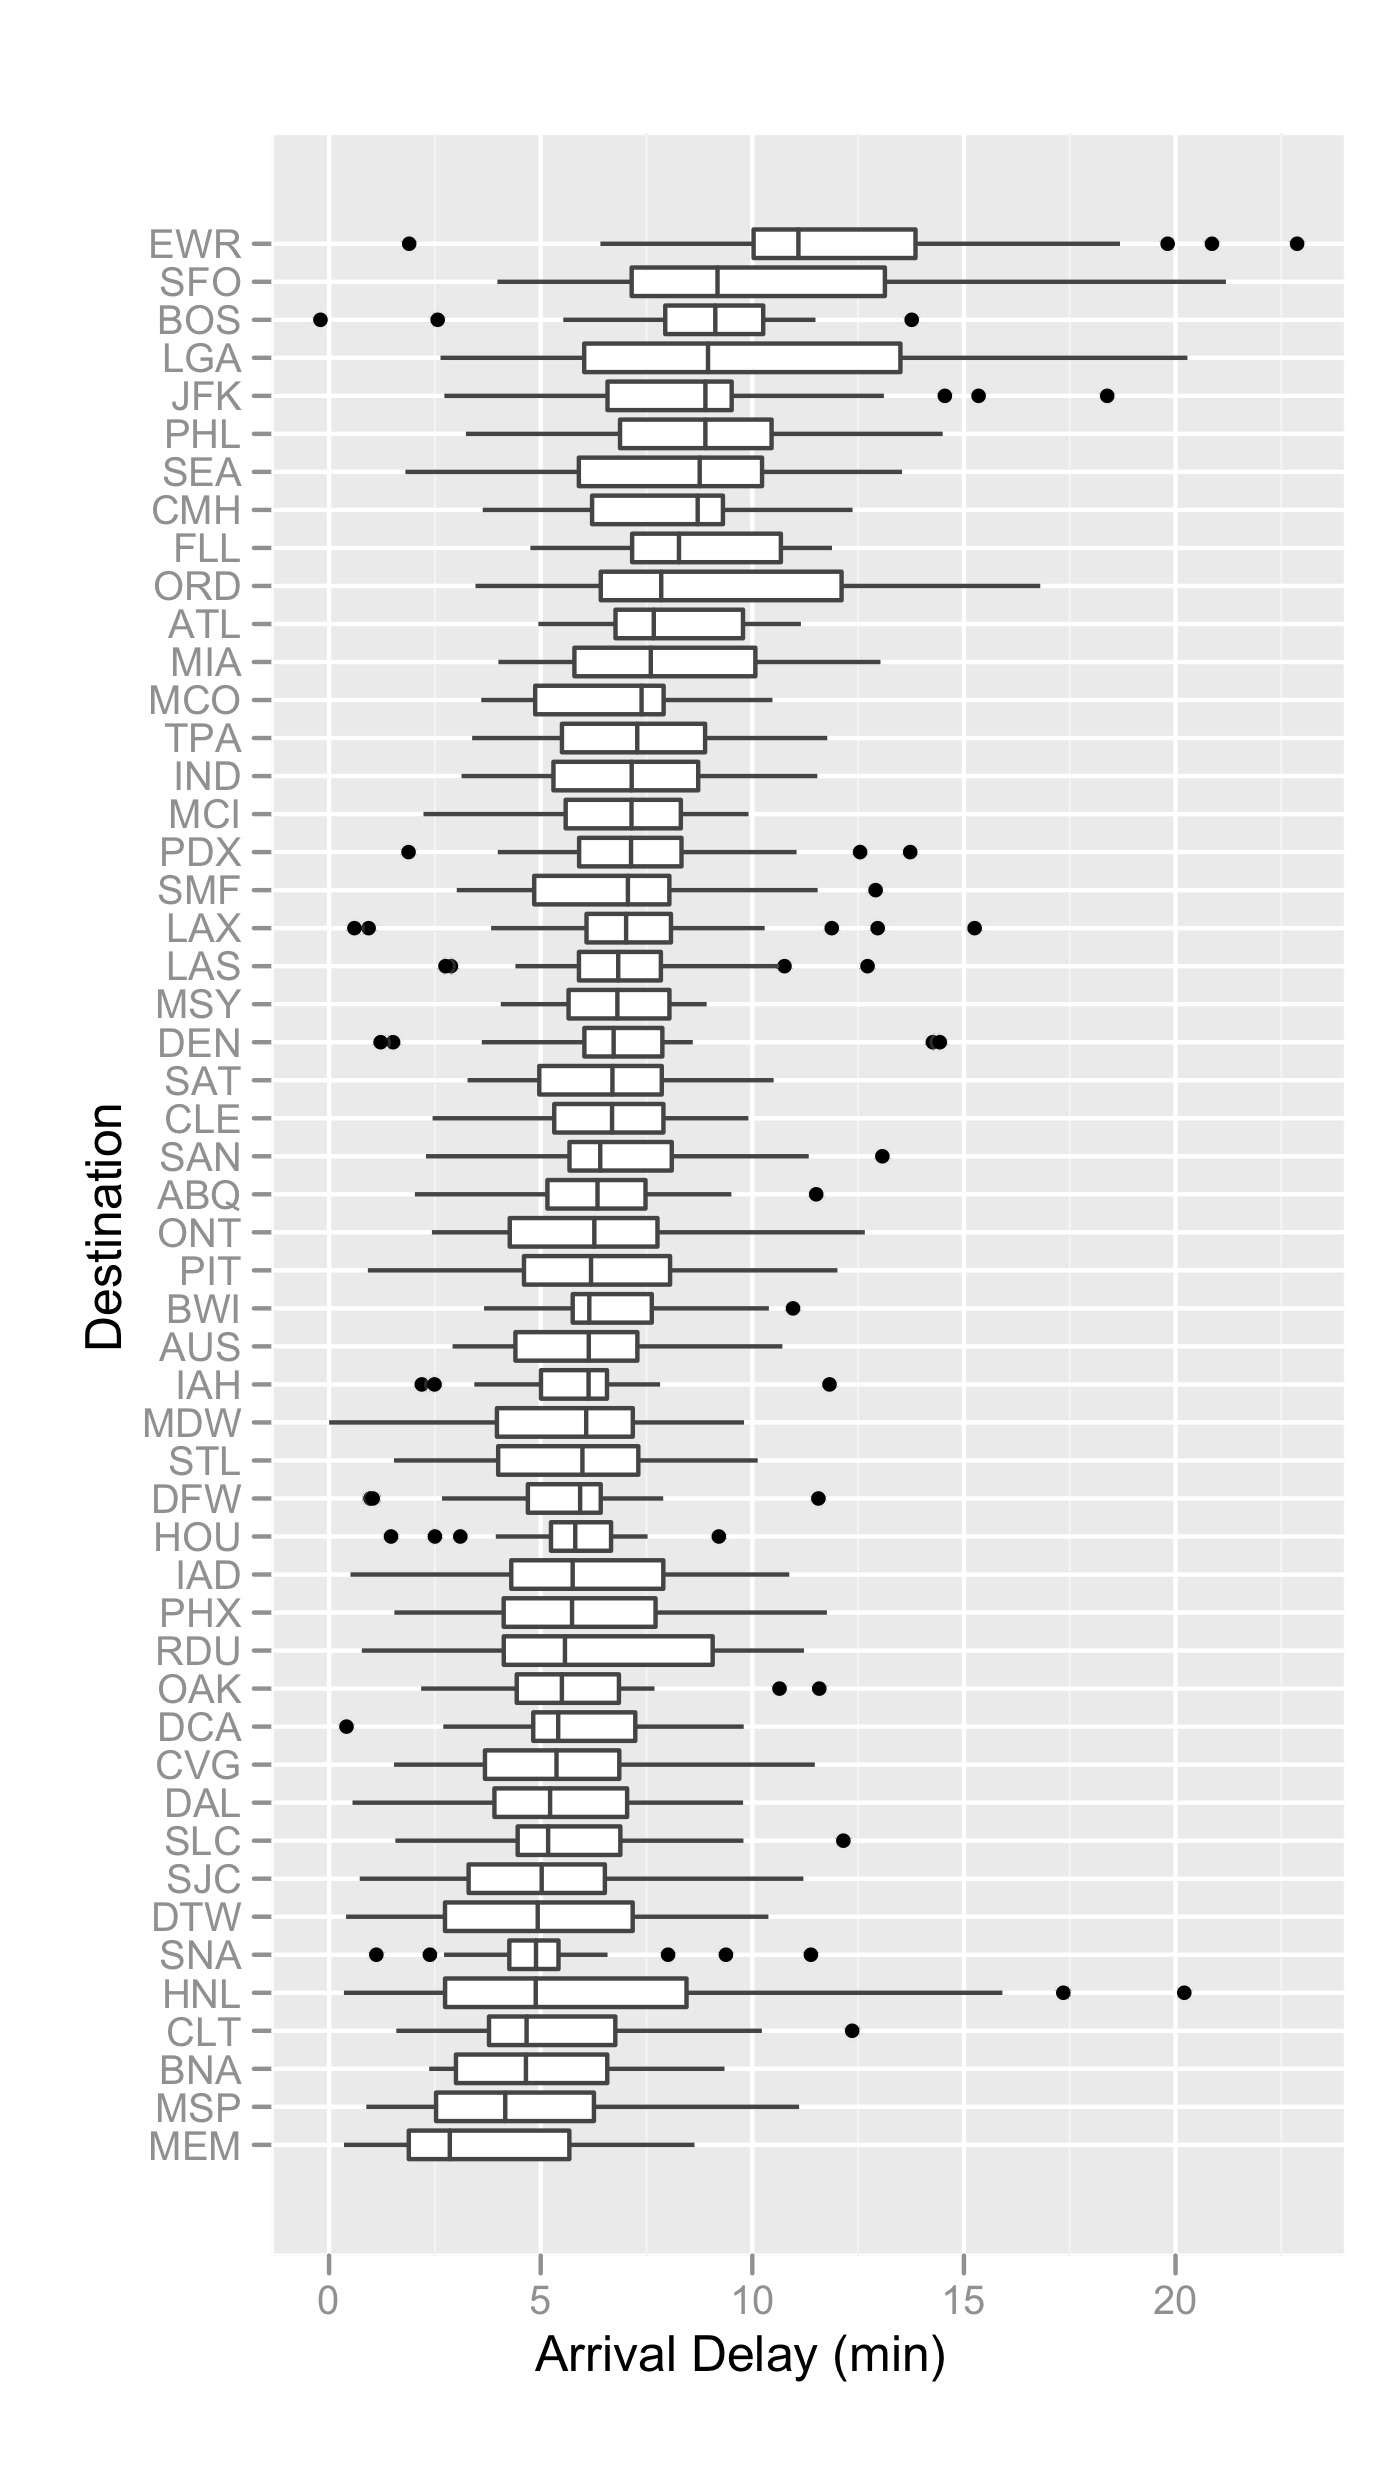 EWR
SFO
BOS
LGA
JFK
PHL
SEA
CMH
FLL
ORD
ATL
MIA
MCO
TPA
IND
MCI
PDX
SMF
LAX
LAS
MSY
DEN
SAT
CLE
SAN
ABQ
ONT
PIT
BWI
AUS
IAH
MDW
STL
DFW
HOU
IAD
PHX
RDU
OAK
DCA
CVG
DAL
SLC
SJC
DTW
SNA
HNL
CLT
BNA
MSP
MEM
Destination
0 5 10 15 20
Arrival Delay (min)